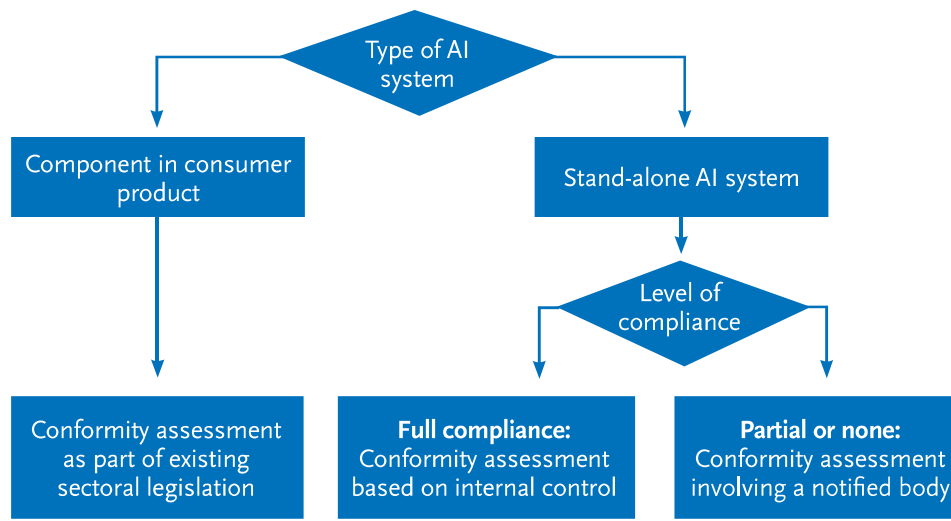 Type of AI
system
Component in consumer
product
Stand-alone AI system
Level of
compliance
Conformity assessment
as part of existing
sectoral legislation
Full compliance:
Conformity assessment
based on internal control
Partial or none:
Conformity assessment
involving a notified body